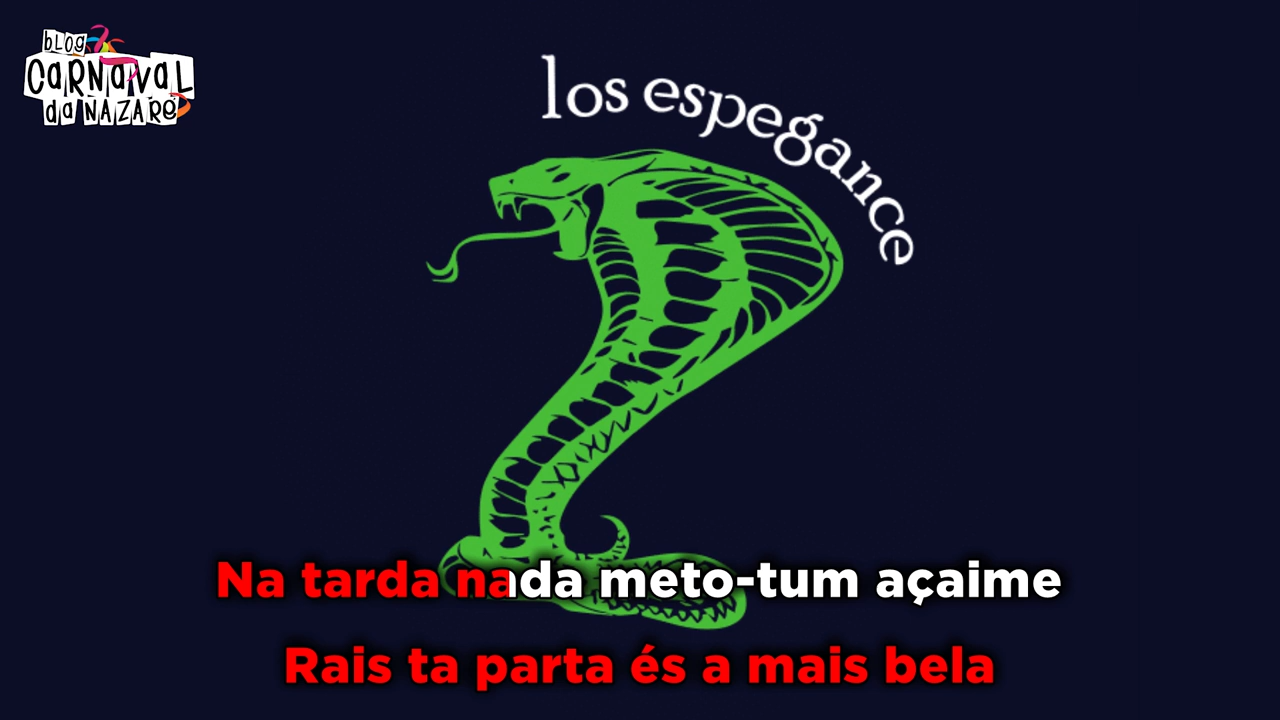 BLOG
CARNAVAL
da NAZARÉ
los espegance
Na tarda nada meto-tum açaime
Rais ta parta és a mais bela